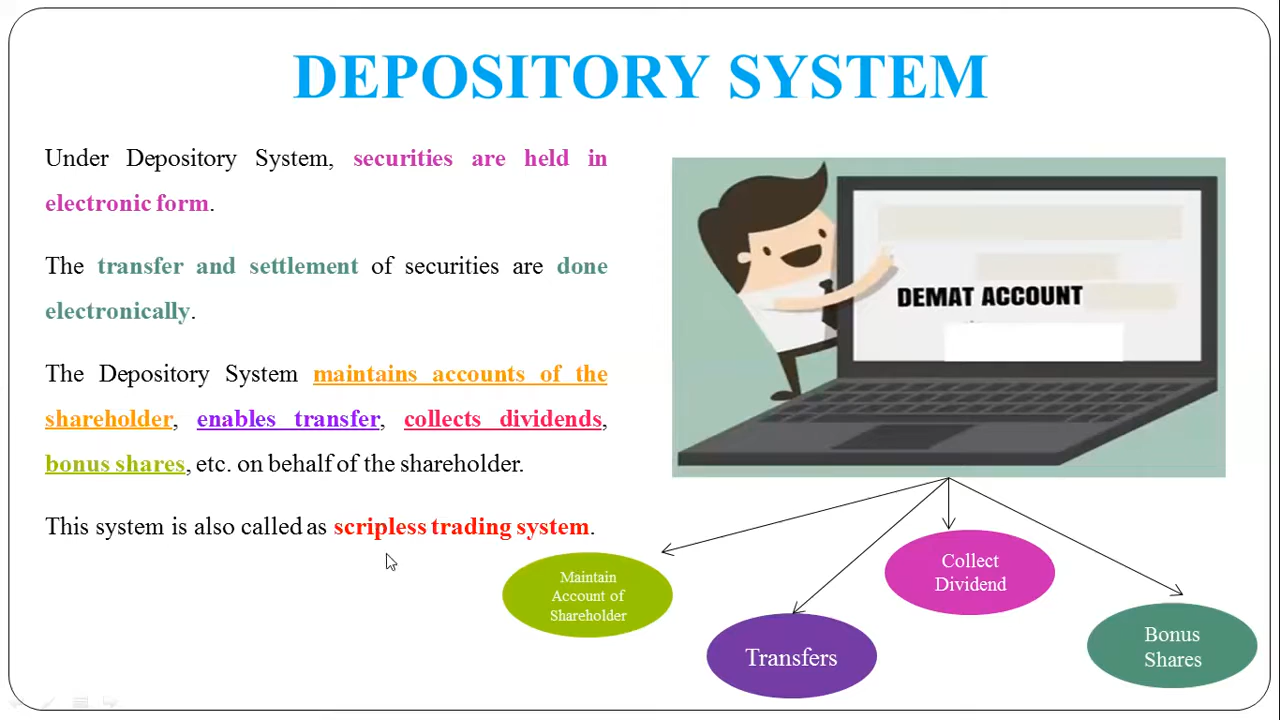 DEPOSITORY SYSTEM
Under Depository System, securities are held in
electronic form.
The transfer and settlement of securities are done
electronically.
The Depository System maintains accounts of the
shareholder, enables transfer, collects dividends,
bonus shares, etc. on behalf of the shareholder.
This system is also called as scripless trading system.
DEMAT ACCOUNT
Maintain
Account of
Shareholder
Transfers
Collect
Dividend
Bonus
Shares